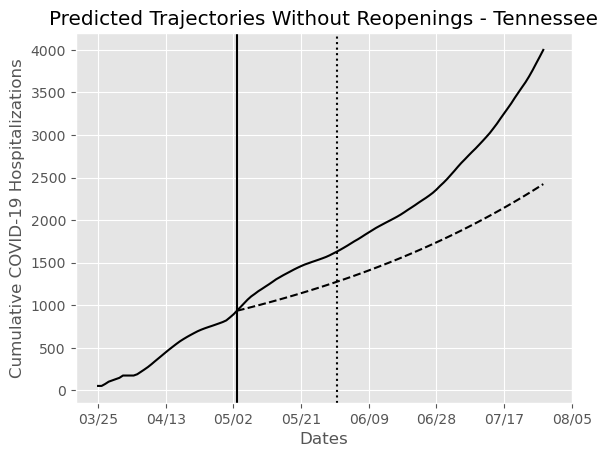 Predicted Trajectories Without Reopenings - Tennessee
Cumulative COVID-19 Hospitalizations
4000
3500
3000
2500
2000
1500
1000
500
0
03/25 04/13 05/02 05/21 06/09 06/28 07/17 08/05
Dates